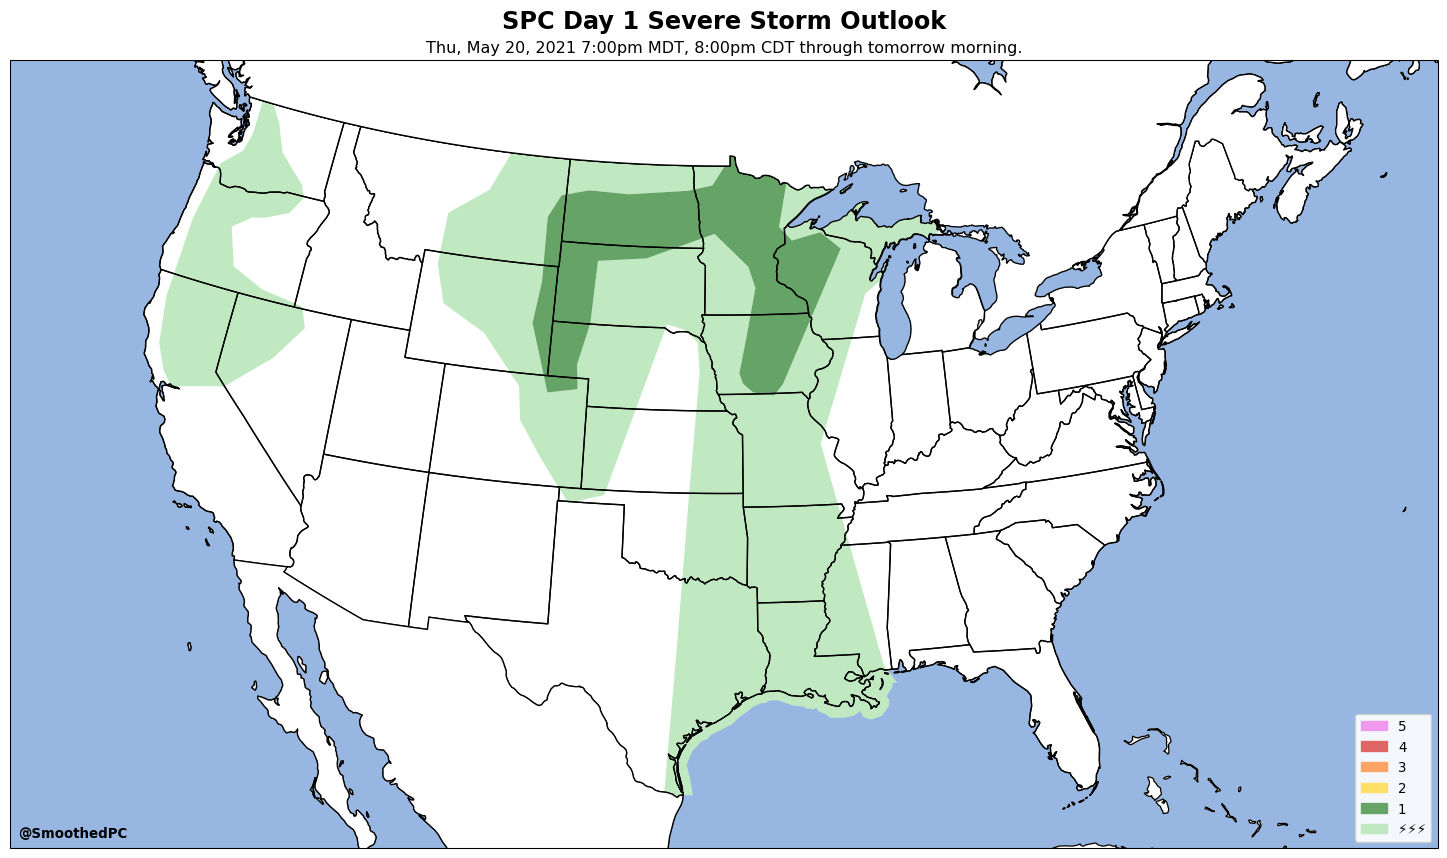 SPC Day 1 Severe Storm Outlook
Thu, May 20, 2021 7:00pm MDT, 8:00pm CDT through tomorrow morning.
5
4
3
2
1
⚡⚡⚡
@SmoothedPC